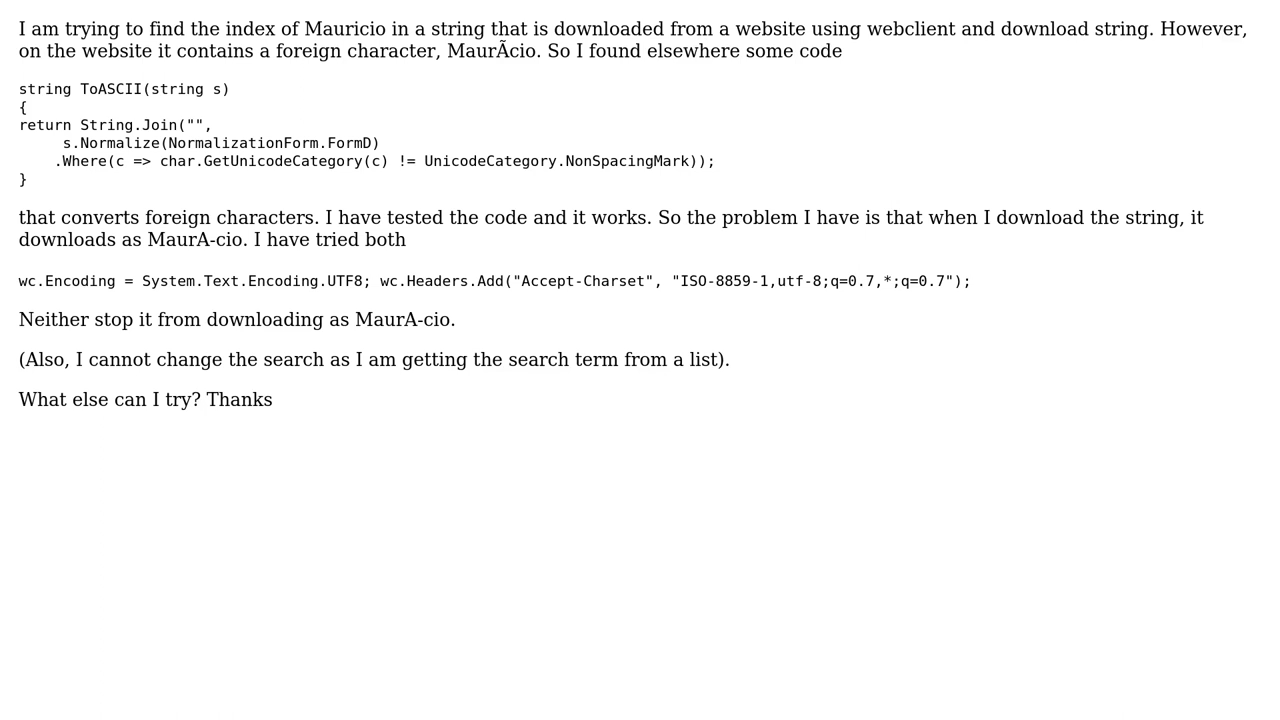 I am trying to find the index of Mauricio in a string that is downloaded from a website using webclient and download string. However,
on the website it contains a foreign character, MaurÃcio. So I found elsewhere some code
string ToASCII(string s)
{
return String.Join("",
     s.Normalize(NormalizationForm.FormD)
    .Where(c => char.GetUnicodeCategory(c) != UnicodeCategory.NonSpacingMark));
}
that converts foreign characters. I have tested the code and it works. So the problem I have is that when I download the string, it
downloads as MaurA-cio. I have tried both
wc.Encoding = System.Text.Encoding.UTF8; wc.Headers.Add("Accept-Charset", "ISO-8859-1,utf-8;q=0.7,*;q=0.7");
Neither stop it from downloading as MaurA-cio.
(Also, I cannot change the search as I am getting the search term from a list).
What else can I try? Thanks